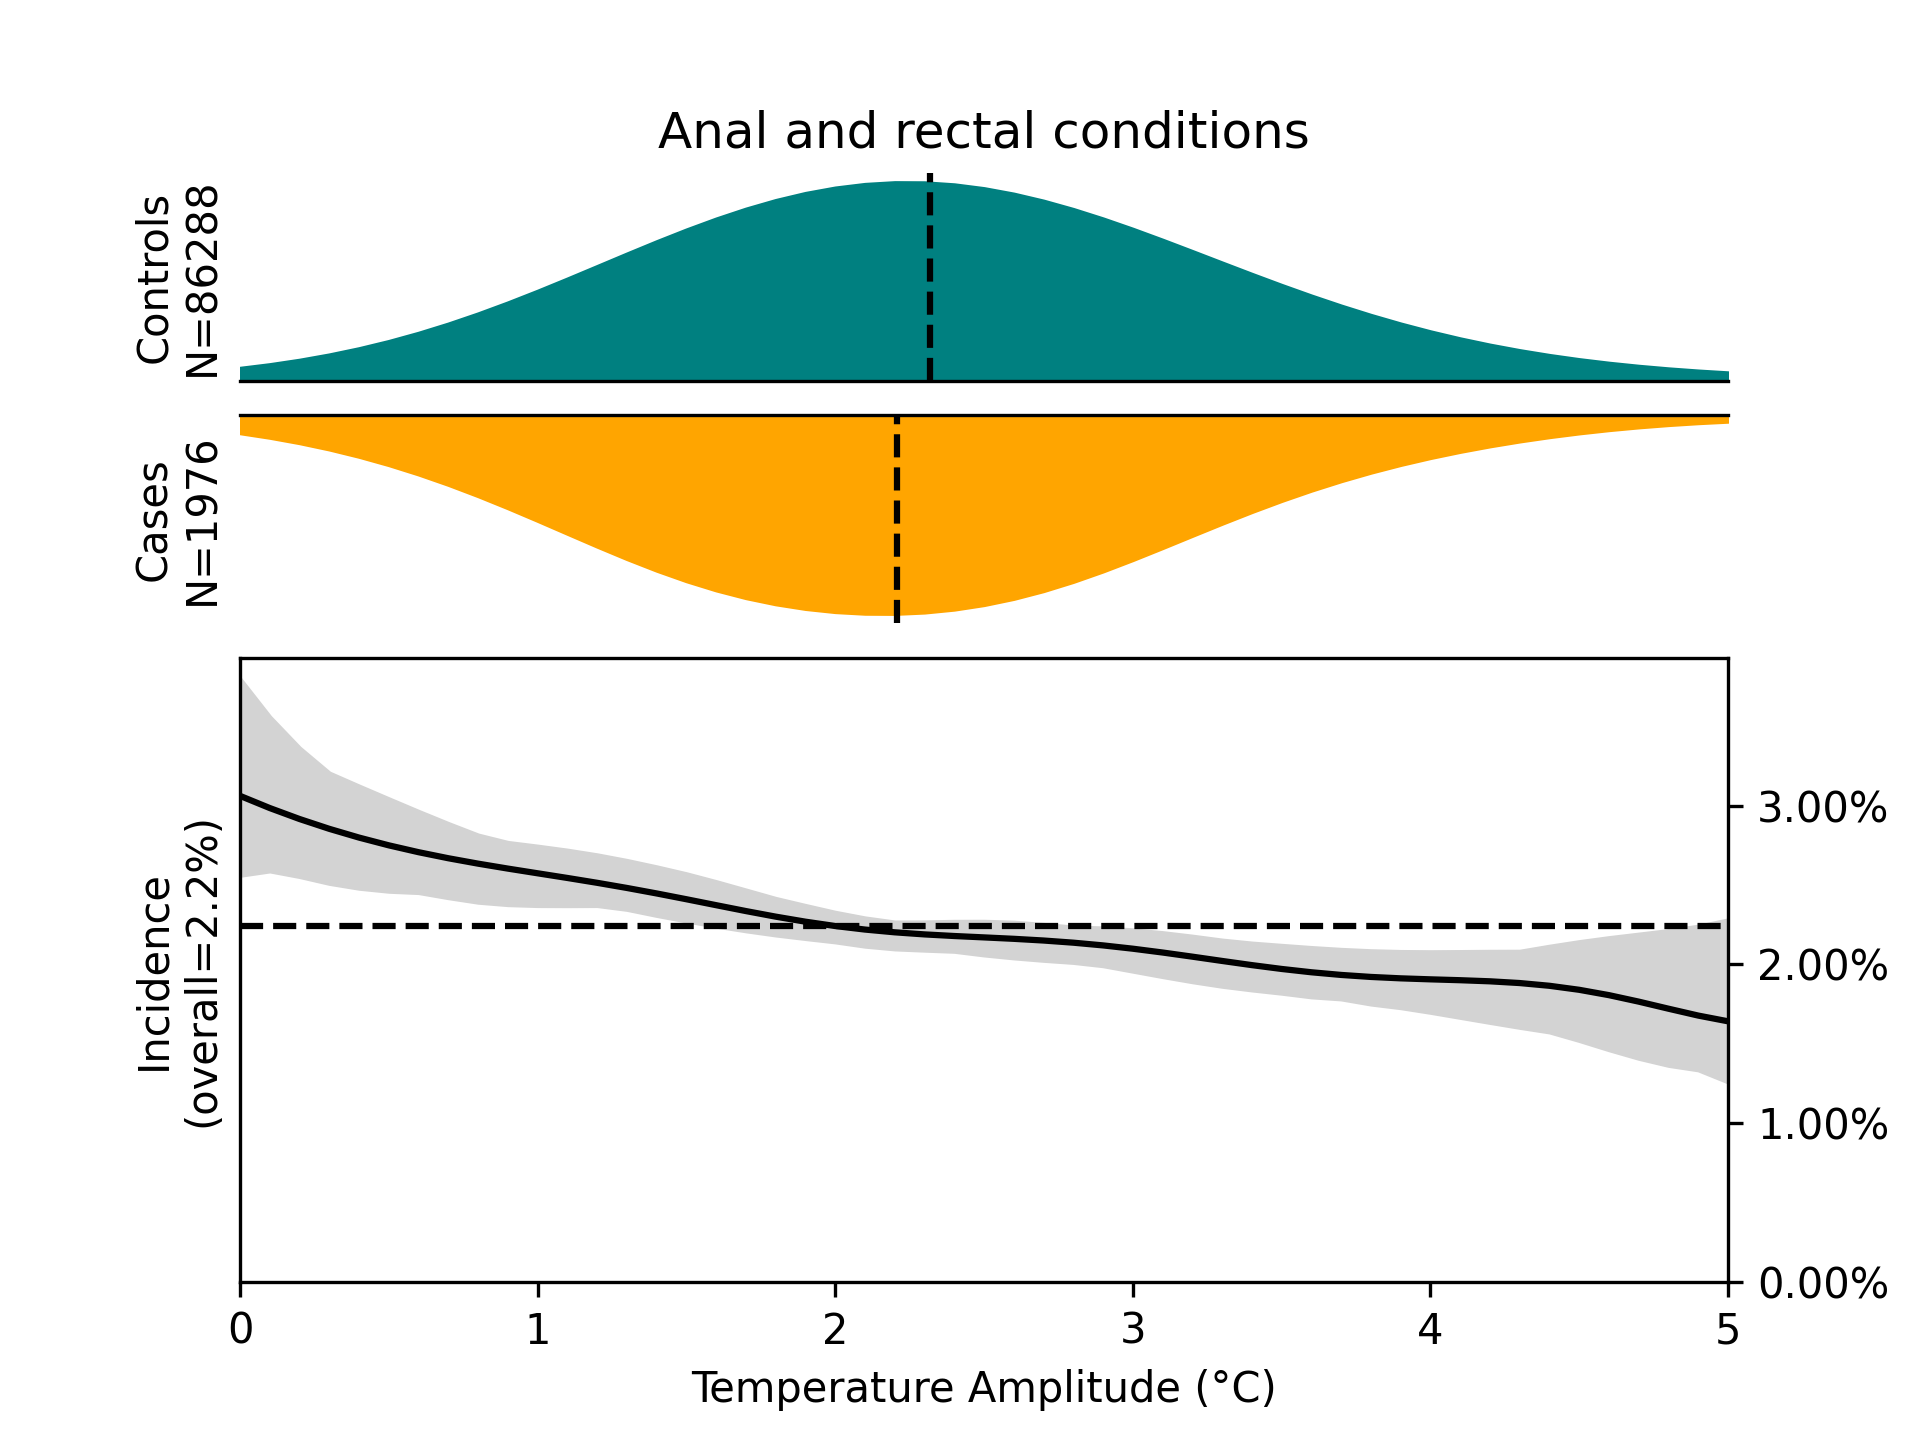 Anal and rectal conditions
Controls
N=86288
Cases
N=1976
Incidence
(overall=2.2%)
3.00%
2.00%
1.00%
0.00%
0 1 2 3 4 5
Temperature Amplitude (°C)